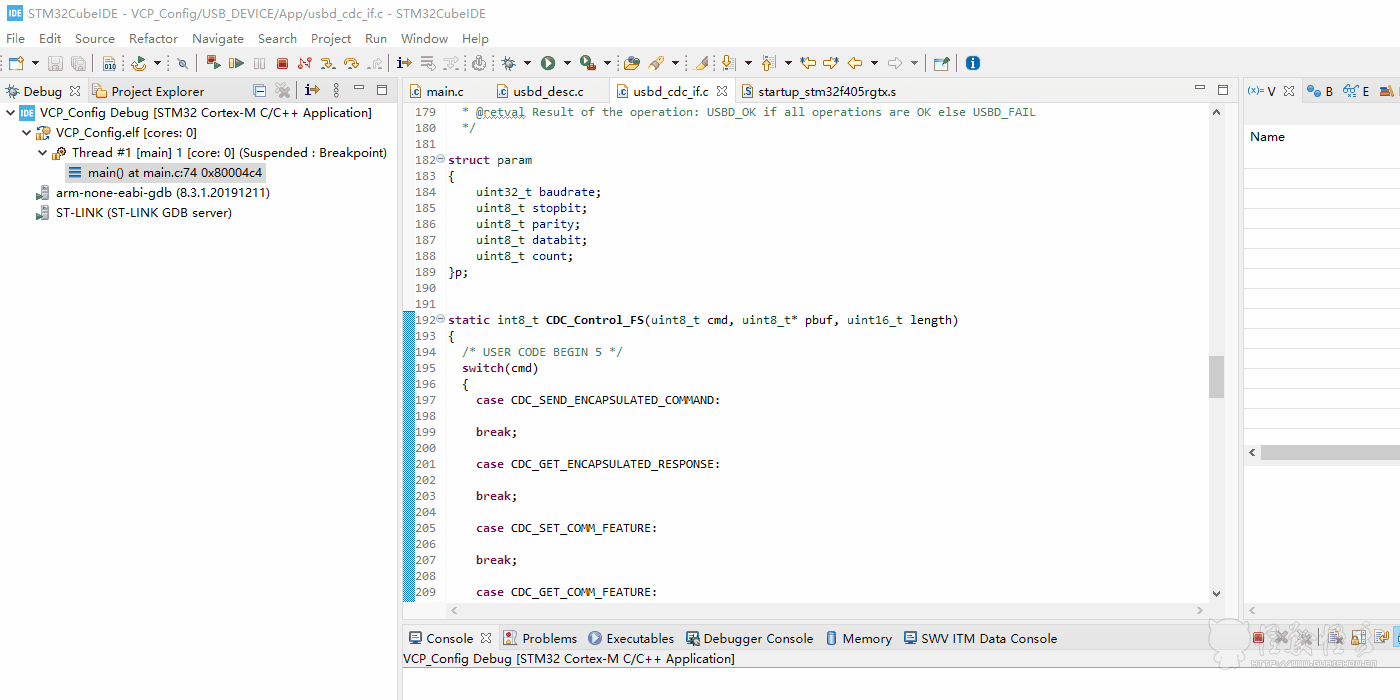 IDE STM32CubeIDE - VCP_Config/USB_DEVICE/App/usbd_cdc_if.c - STM32CubeIDE
File Edit Source Refactor Navigate Search Project Run Window Help
Debug Project Explorer
IDE VCP_Config Debug [STM32 Cortex-M C/C++ Application]
VCP_Config.elf [cores: 0]
Thread #1 [main] 1 [core: 0] (Suspended : Breakpoint)
main() at main.c:74 0x80004c4
arm-none-eabi-gdb (8.3.1.20191211)
ST-LINK (ST-LINK GDB server)
main.c usbd_desc.c usbd_cdc_if.c startup_stm32f405rgtx.s
179 * @retval Result of the operation: USBD_OK if all operations are OK else USBD_FAIL
180 */
181
182 struct param
183 {
184 uint32_t baudrate;
185 uint8_t stopbit;
186 uint8_t parity;
187 uint8_t databit;
188 uint8_t count;
189 }p;
190
191
192 static int8_t CDC_Control_FS(uint8_t cmd, uint8_t* pbuf, uint16_t length)
193 {
194 /* USER CODE BEGIN 5 */
195 switch(cmd)
196 {
197 case CDC_SEND_ENCAPSULATED_COMMAND:
198
199 break;
200
201 case CDC_GET_ENCAPSULATED_RESPONSE:
202
203 break;
204
205 case CDC_SET_COMM_FEATURE:
206
207 break;
208
209 case CDC_GET_COMM_FEATURE:
(x)= V B E
Name
Console Problems Executables Debugger Console Memory SWV ITM Data Console
VCP_Config Debug [STM32 Cortex-M C/C++ Application]